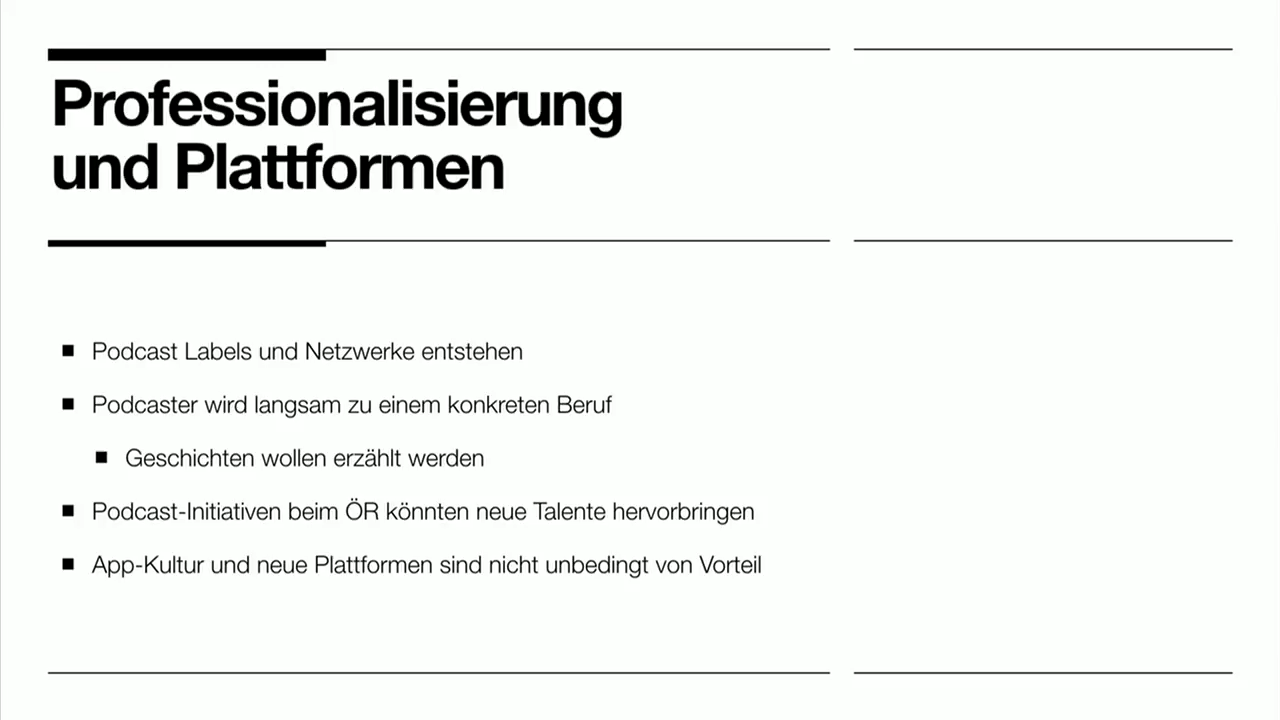 Professionalisierung
und Plattformen
Podcast Labels und Netzwerke entstehen
Podcaster wird langsam zu einem konkreten Beruf
Geschichten wollen erzählt werden
Podcast-Initiativen beim ÖR könnten neue Talente hervorbringen
App-Kultur und neue Plattformen sind nicht unbedingt von Vorteil